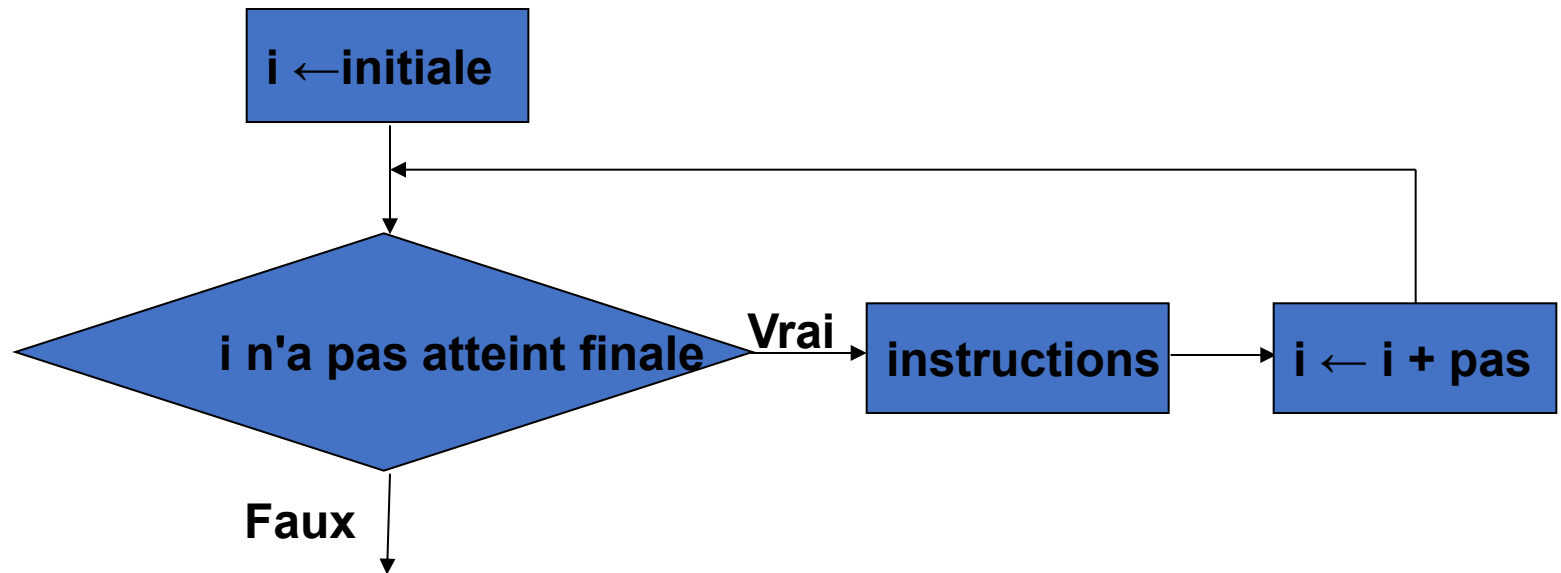 i ←initiale
i n'a pas atteint finale
Vrai
instructions
i ← i + pas
Faux